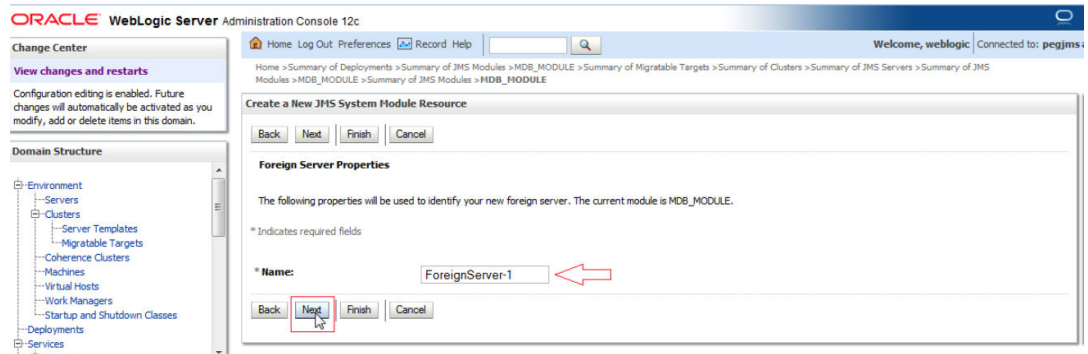 ORACLE WebLogic Server Administration Console 12c
Change Center
View changes and restarts
Configuration editing is enabled. Future
changes will automatically be activated as you
modify, add or delete items in this domain.
Domain Structure
Environment
Servers
Clusters
Server Templates
Migratable Targets
Coherence Clusters
Machines
Virtual Hosts
Work Managers
Startup and Shutdown Classes
Deployments
Services
Home Log Out Preferences Record Help
Welcome, weblogic Connected to: pegjms
Home >Summary of Deployments >Summary of JMS Modules >MDB_MODULE >Summary of Migratable Targets >Summary of Clusters >Summary of JMS Servers >Summary of JMS
Modules >MDB_MODULE >Summary of JMS Modules >MDB_MODULE
Create a New JMS System Module Resource
Back Next Finish Cancel
Foreign Server Properties
The following properties will be used to identify your new foreign server. The current module is MDB_MODULE.
* Indicates required fields
* Name: ForeignServer-1
Back Next Finish Cancel